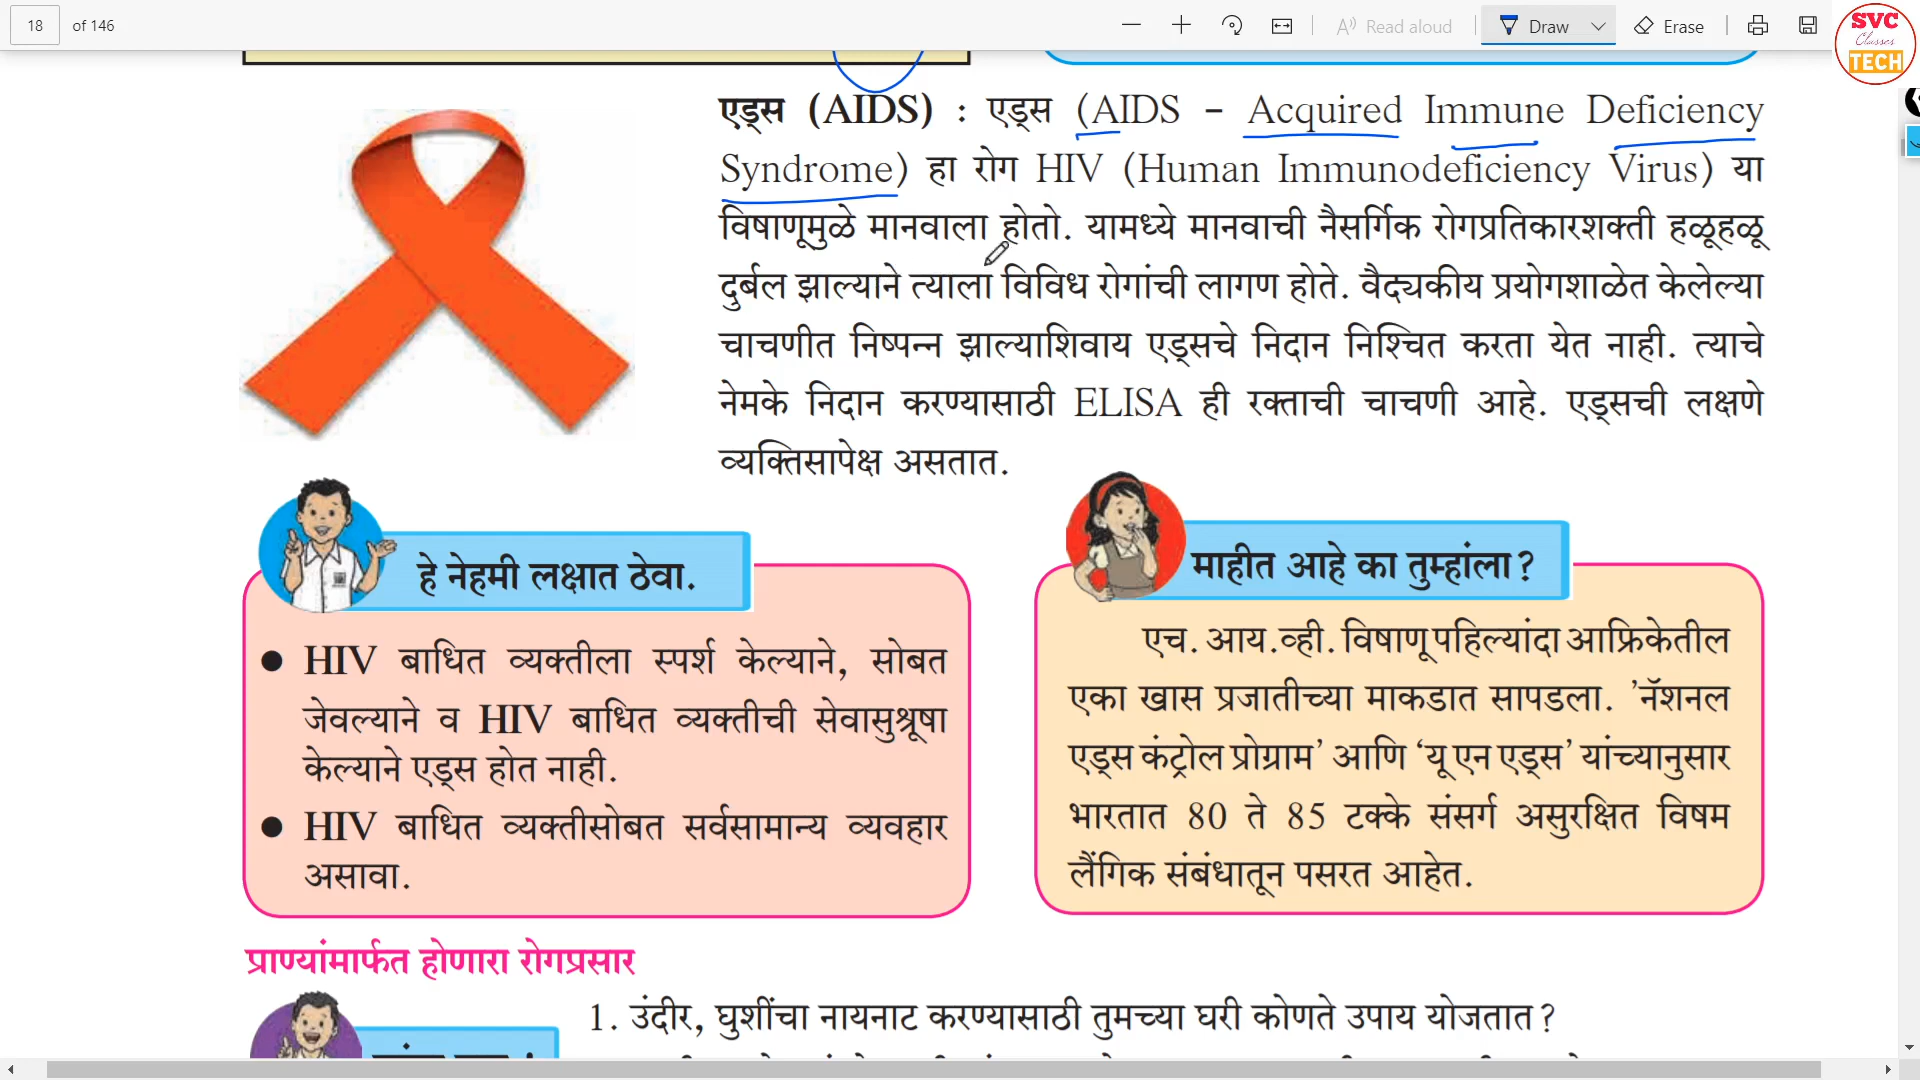 18 of 146
Read aloud
Draw
Erase
SVC
Classes
TECH
एड्स (AIDS) : एड्स (AIDS – Acquired Immune Deficiency
Syndrome) हा रोग HIV (Human Immunodeficiency Virus) या
विषाणूमुळे मानवाला होतो. यामध्ये मानवाची नैसर्गिक रोगप्रतिकारशक्ती हळूहळू
दुर्बल झाल्याने त्याला विविध रोगांची लागण होते. वैद्यकीय प्रयोगशाळेत केलेल्या
चाचणीत निष्पन्न झाल्याशिवाय एड्सचे निदान निश्चित करता येत नाही. त्याचे
नेमके निदान करण्यासाठी ELISA ही रक्ताची चाचणी आहे. एड्सची लक्षणे
व्यक्तिसापेक्ष असतात.
हे नेहमी लक्षात ठेवा.
● HIV बाधित व्यक्तीला स्पर्श केल्याने, सोबत
जेवल्याने व HIV बाधित व्यक्तीची सेवासुश्रूषा
केल्याने एड्स होत नाही.
● HIV बाधित व्यक्तीसोबत सर्वसामान्य व्यवहार
असावा.
माहीत आहे का तुम्हांला?
एच. आय.व्ही. विषाणू पहिल्यांदा आफ्रिकेतील
एका खास प्रजातीच्या माकडात सापडला. ’नॅशनल
एड्स कंट्रोल प्रोग्राम’ आणि ‘यू एन एड्स’ यांच्यानुसार
भारतात 80 ते 85 टक्के संसर्ग असुरक्षित विषम
लैंगिक संबंधातून पसरत आहेत.
प्राण्यांमार्फत होणारा रोगप्रसार
1. उंदीर, घुशींचा नायनाट करण्यासाठी तुमच्या घरी कोणते उपाय योजतात?